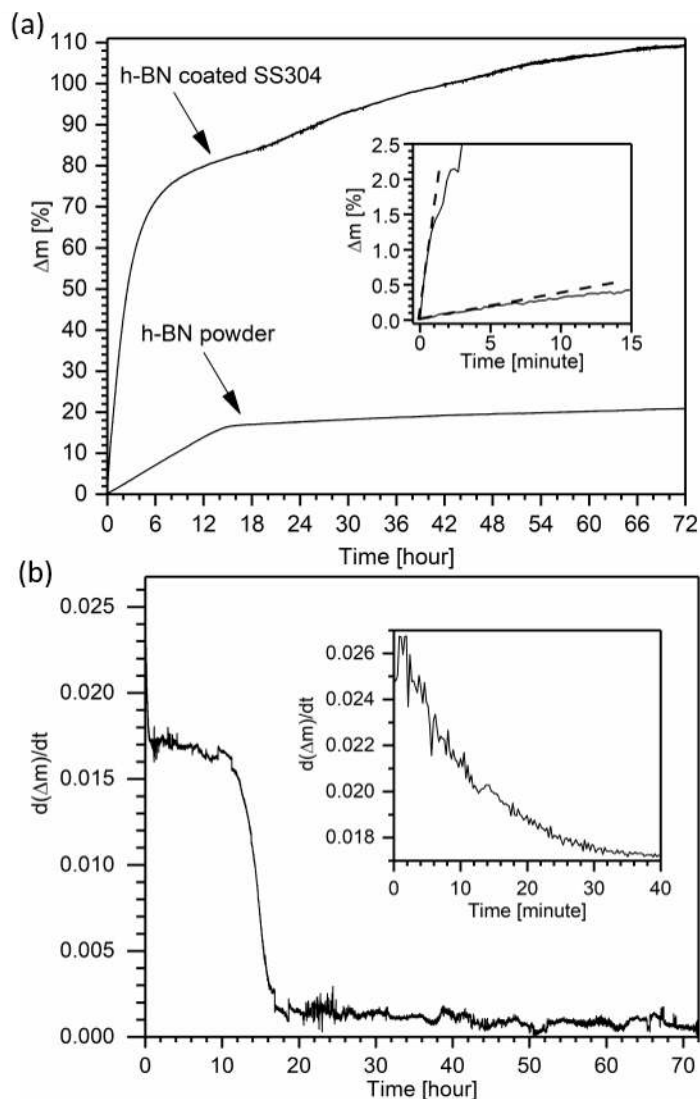 (a)
110
100
90
80
70
60
50
40
30
20
10
0
Δm [%]
h-BN coated SS304
h-BN powder
2.5
2.0
1.5
1.0
0.5
0.0
Δm [%]
0 5 10 15
Time [minute]
0 6 12 18 24 30 36 42 48 54 60 66 72
Time [hour]
(b)
0.025
0.020
0.015
0.010
0.005
0.000
d(Δm)/dt
0.026
0.024
0.022
0.020
0.018
d(Δm)/dt
0 10 20 30 40
Time [minute]
0 10 20 30 40 50 60 70
Time [hour]